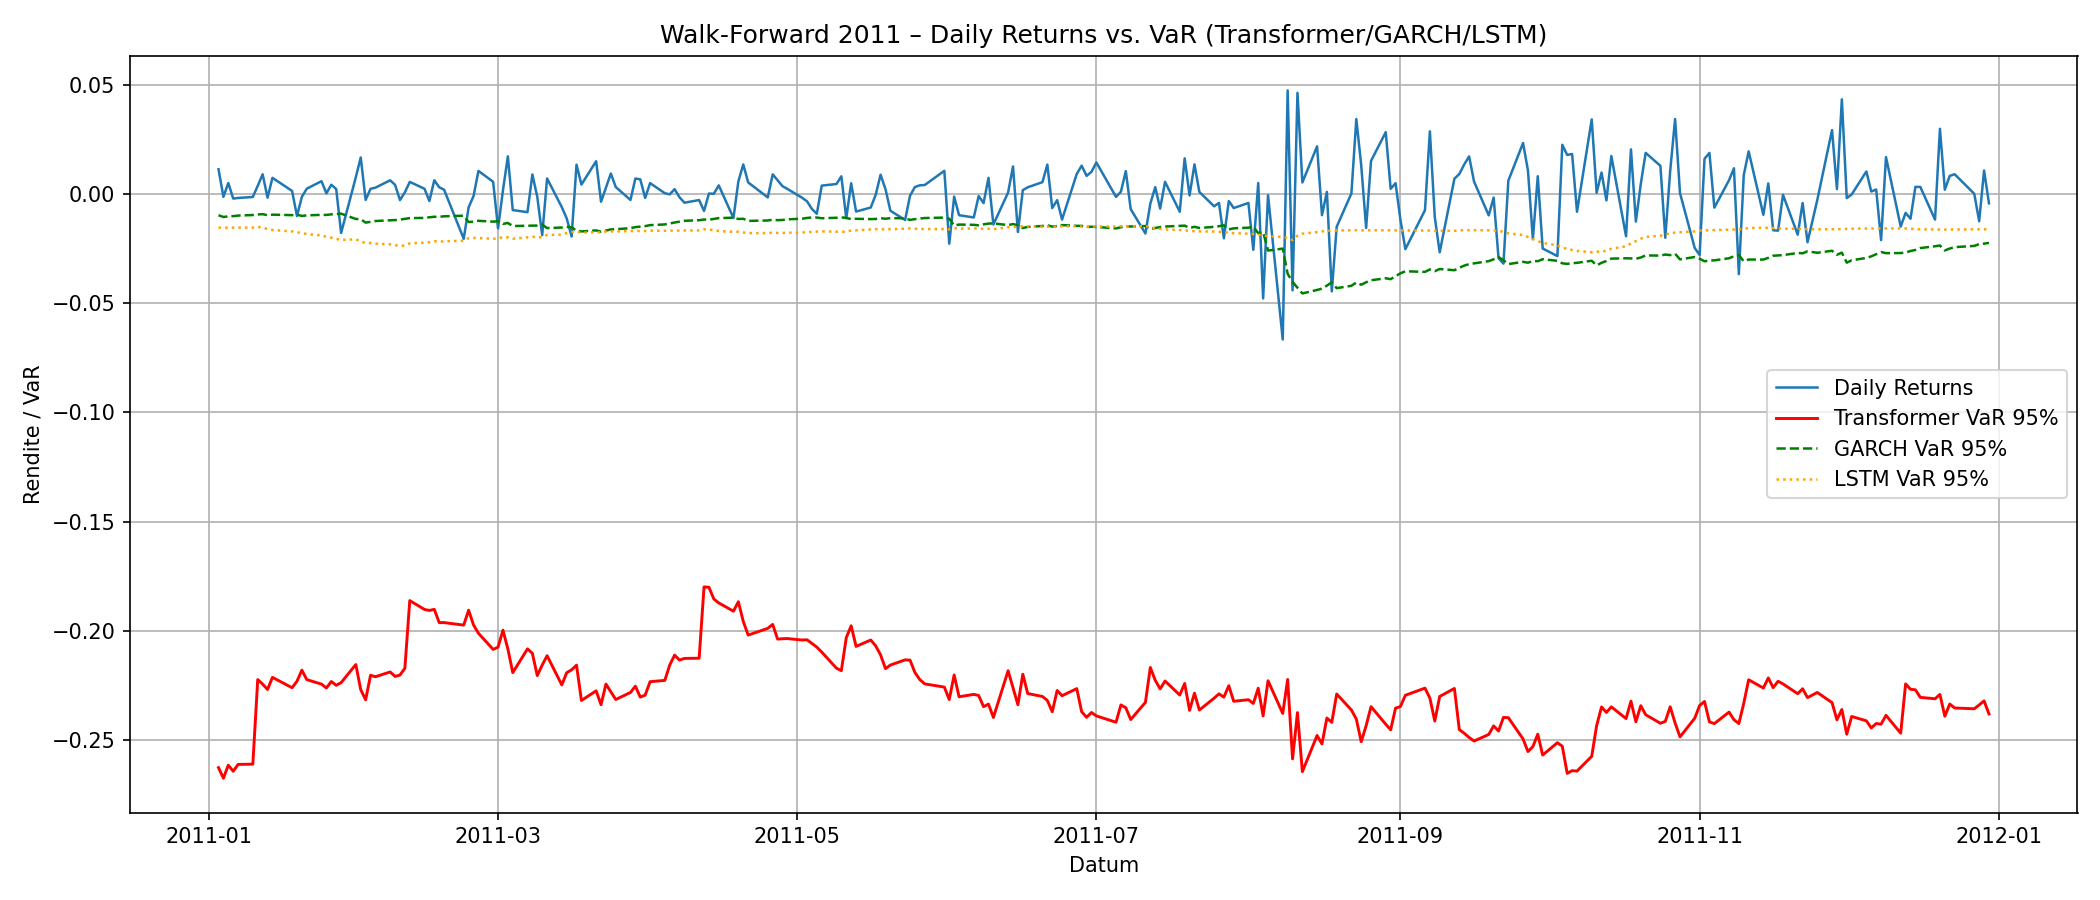 Walk-Forward 2011 – Daily Returns vs. VaR (Transformer/GARCH/LSTM)
Rendite / VaR
0.05
0.00
−0.05
−0.10
−0.15
−0.20
−0.25
Daily Returns
Transformer VaR 95%
GARCH VaR 95%
LSTM VaR 95%
2011-01
2011-03
2011-05
2011-07
2011-09
2011-11
2012-01
Datum